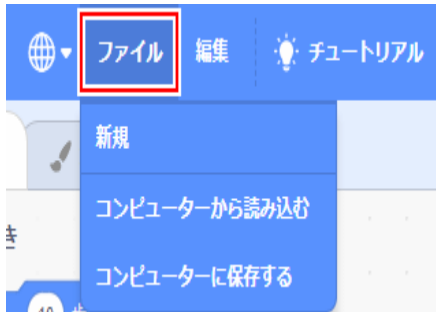 ファイル 編集 チュートリアル
新規
コンピューターから読み込む
き
コンピューターに保存する
10